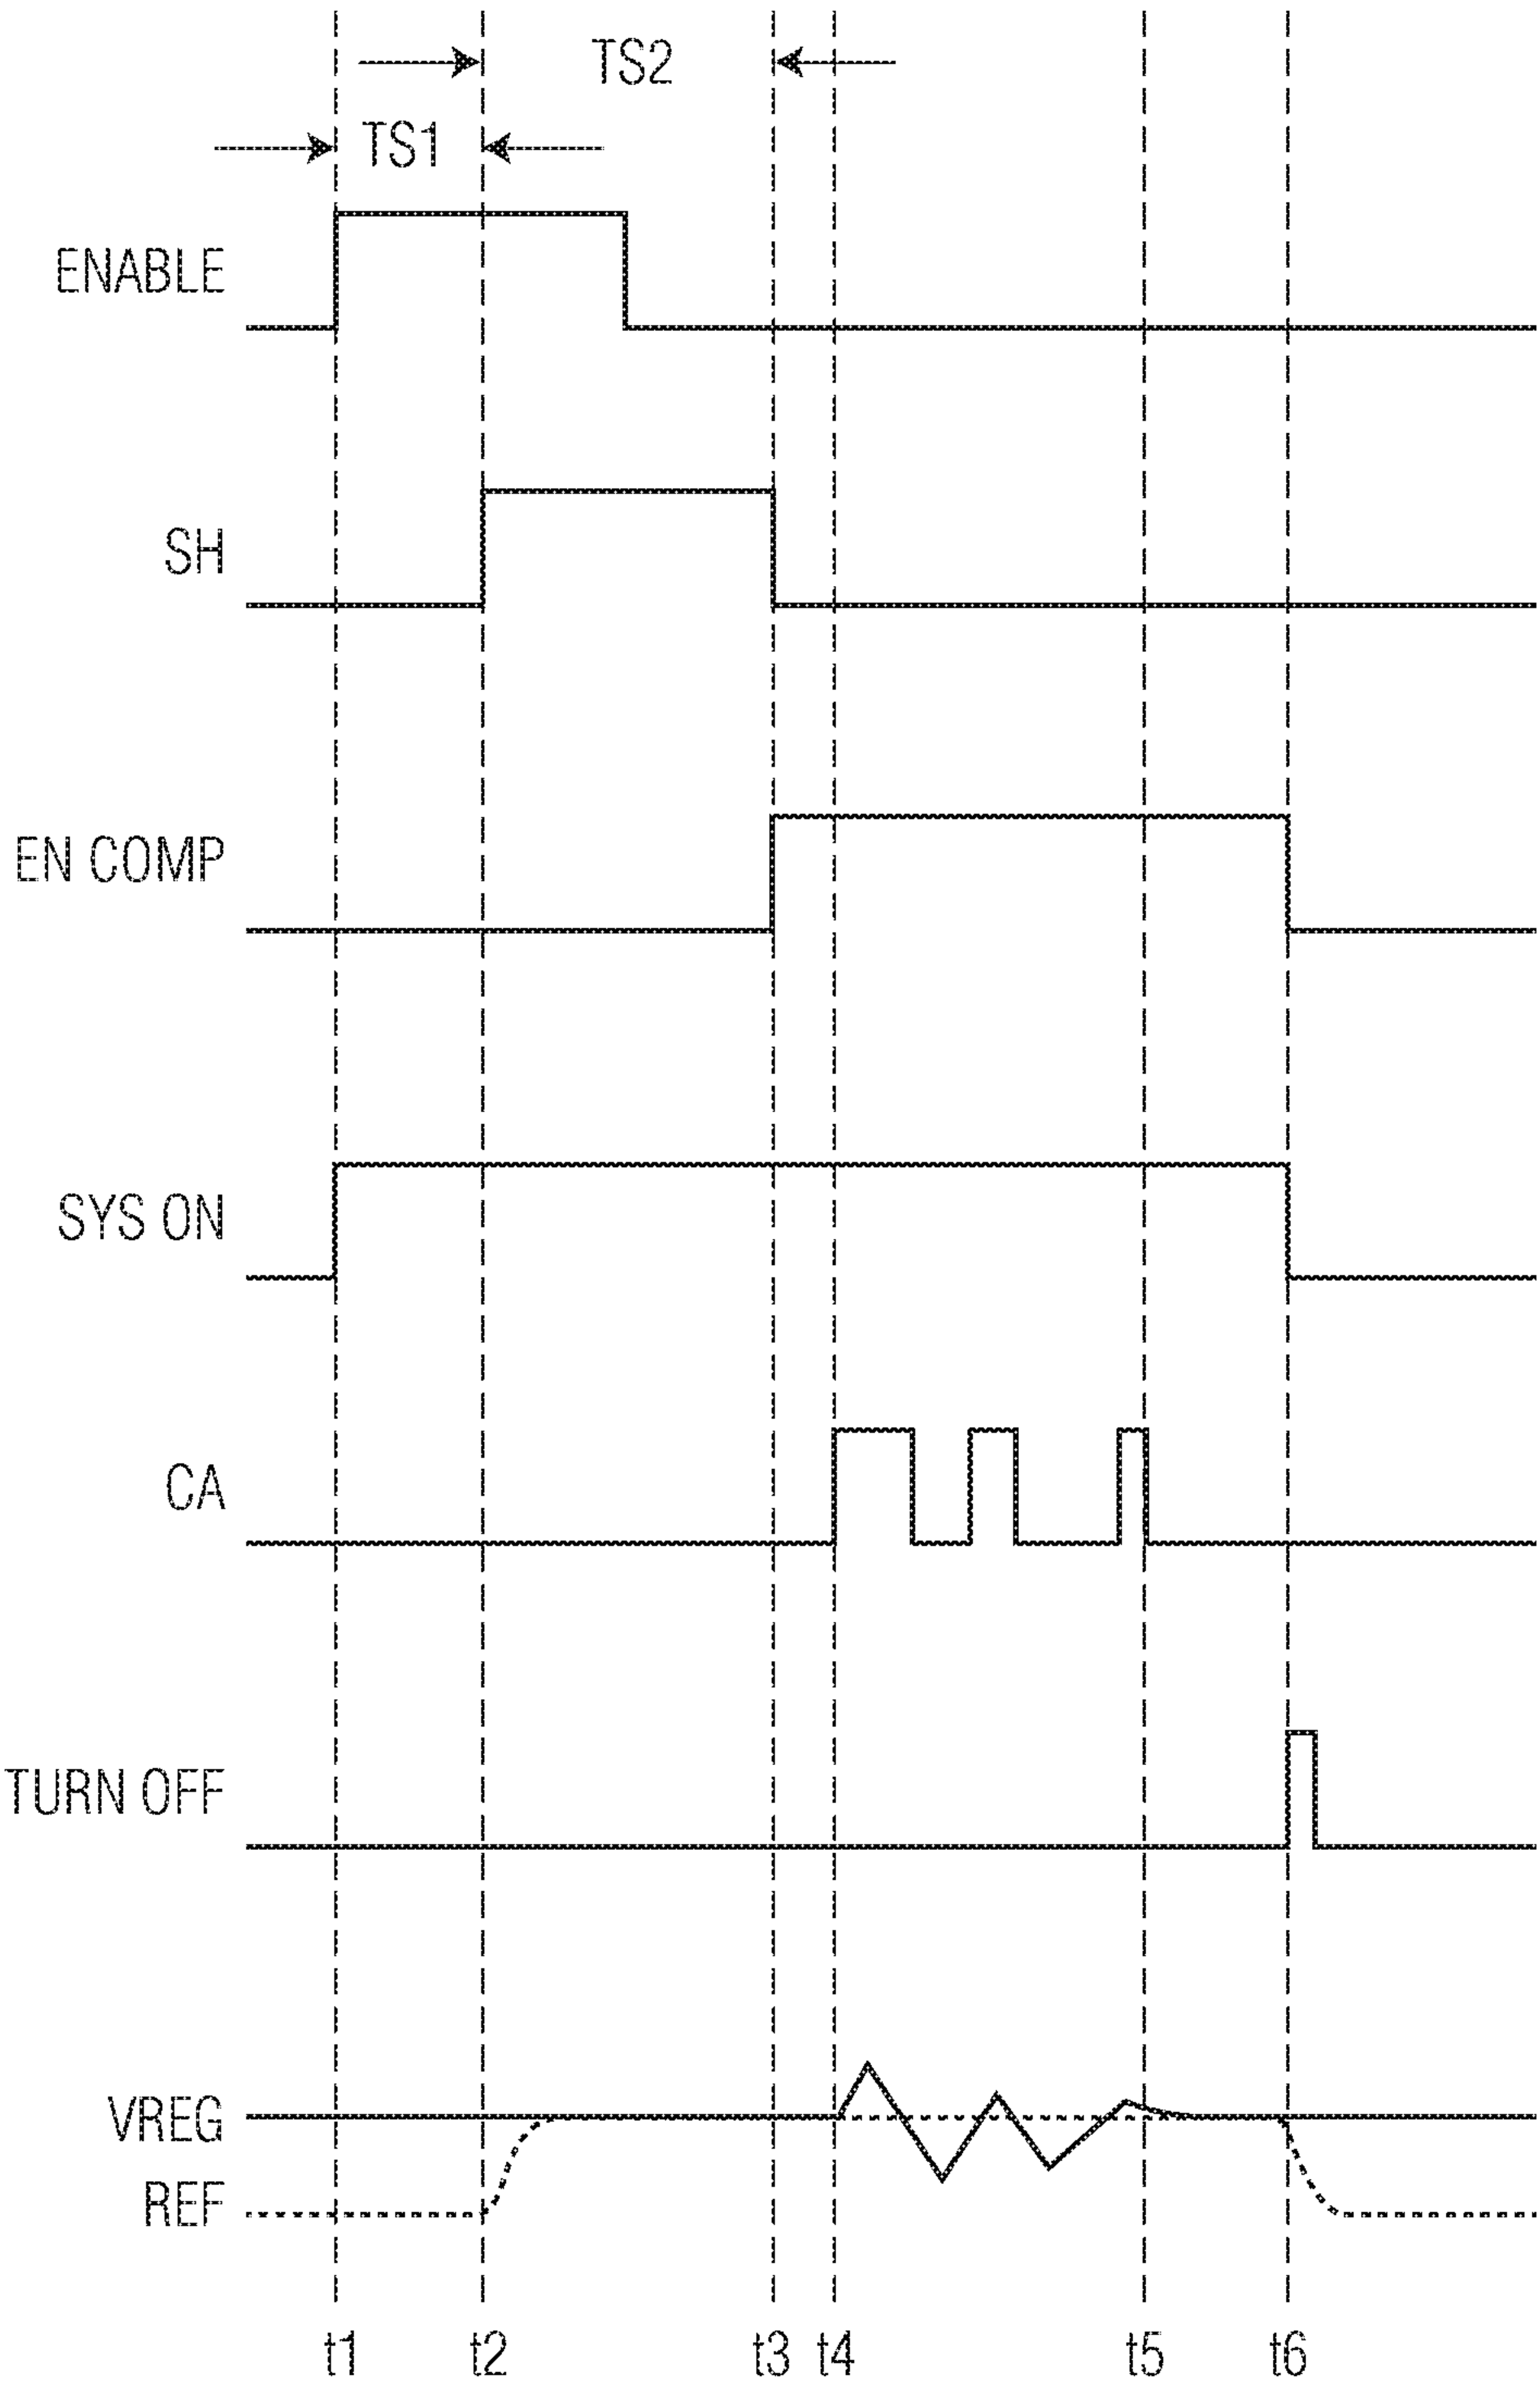 TS2
TS1
ENABLE
SH
EN COMP
SYS ON
CA
TURN OFF
VREG
REF
t1 t2 t3 t4 t5 t6